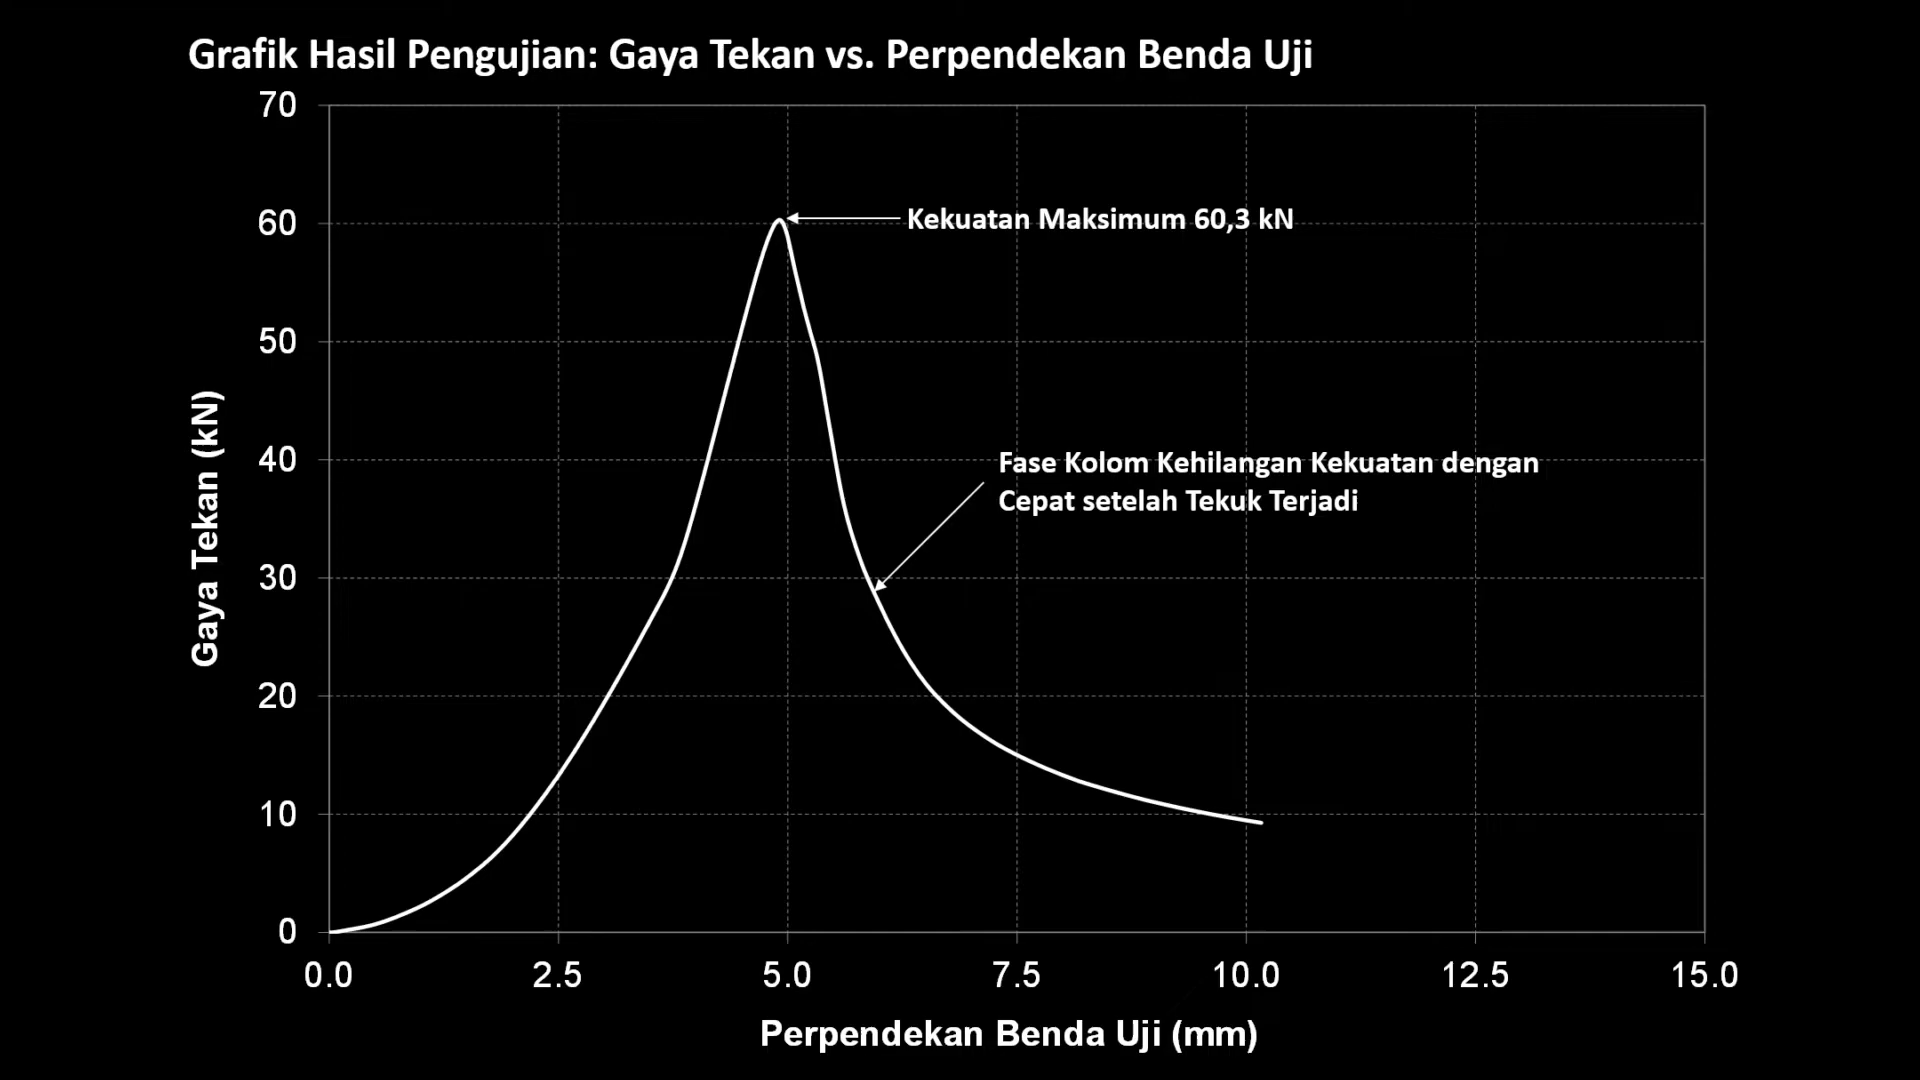 Grafik Hasil Pengujian: Gaya Tekan vs. Perpendekan Benda Uji
70
60
50
40
30
20
10
0
Gaya Tekan (kN)
Kekuatan Maksimum 60,3 kN
Fase Kolom Kehilangan Kekuatan dengan
Cepat setelah Tekuk Terjadi
0.0 2.5 5.0 7.5 10.0 12.5 15.0
Perpendekan Benda Uji (mm)